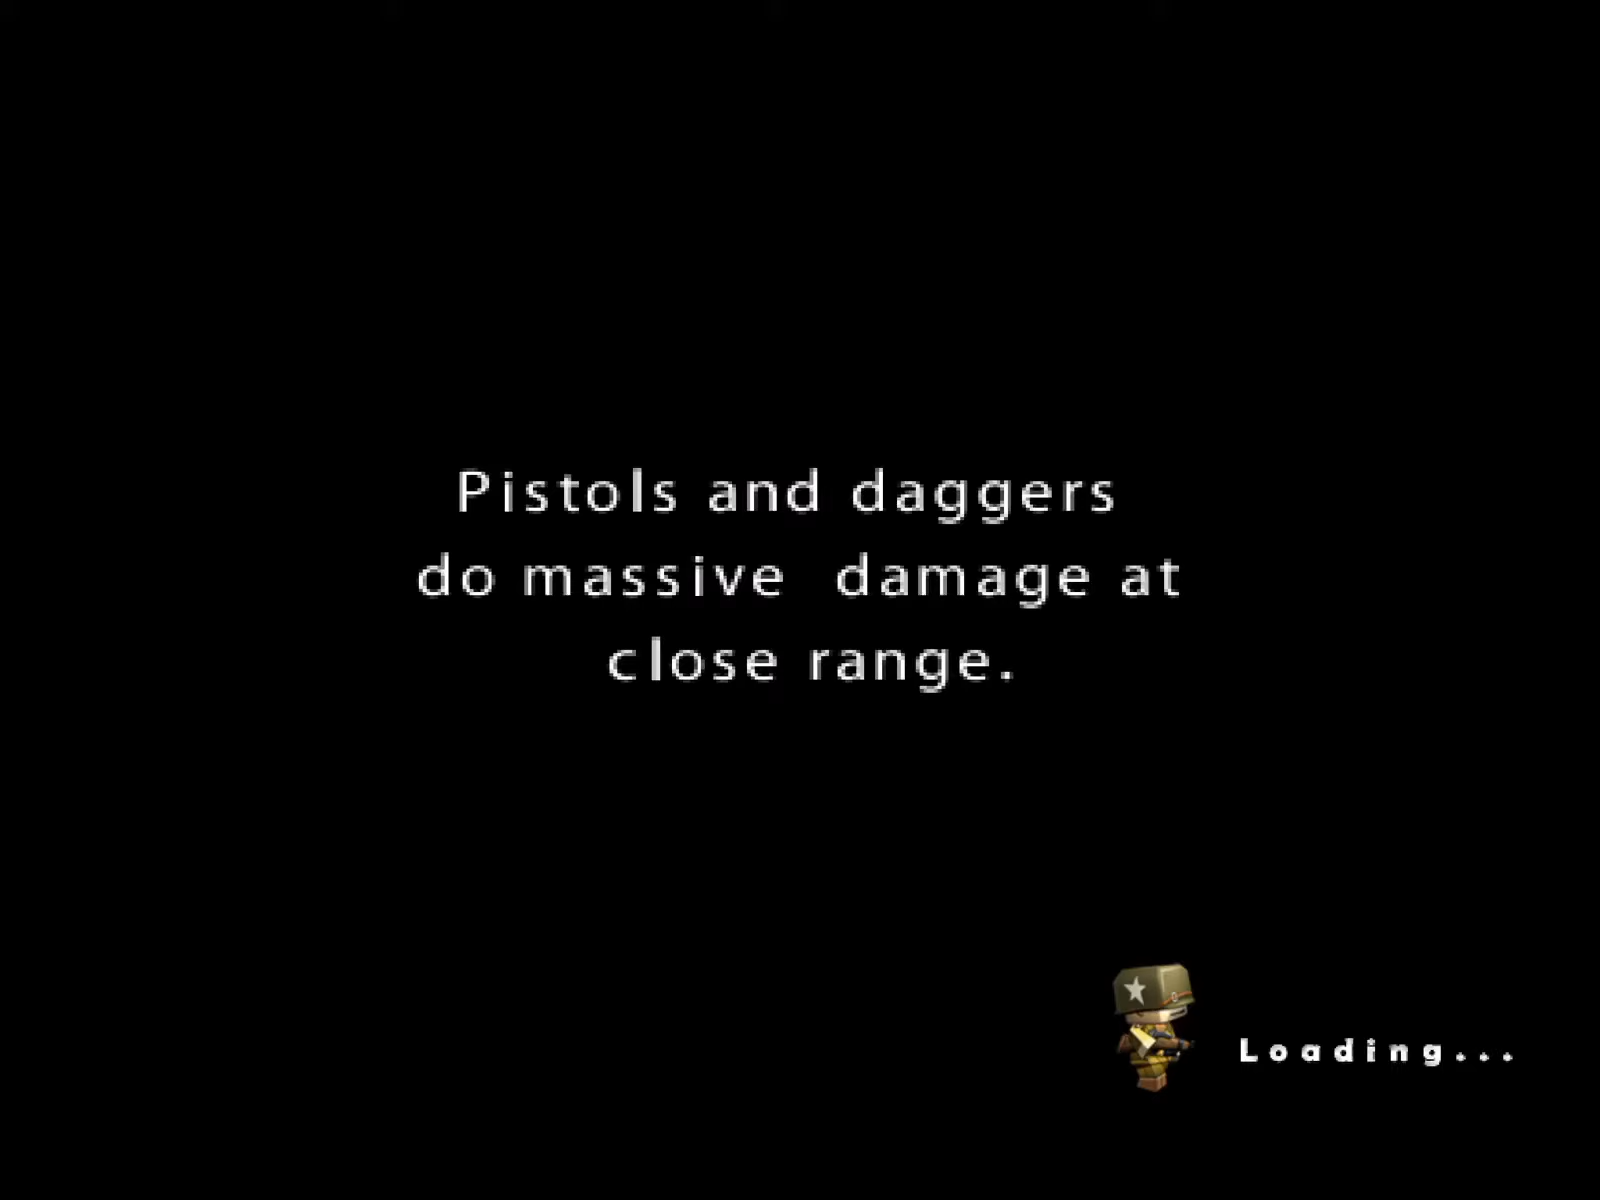 Pistols and daggers
do massive  damage at
close range.
Loading...